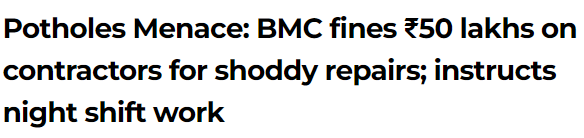 Potholes Menace: BMC fines ₹50 lakhs on
contractors for shoddy repairs; instructs
night shift work